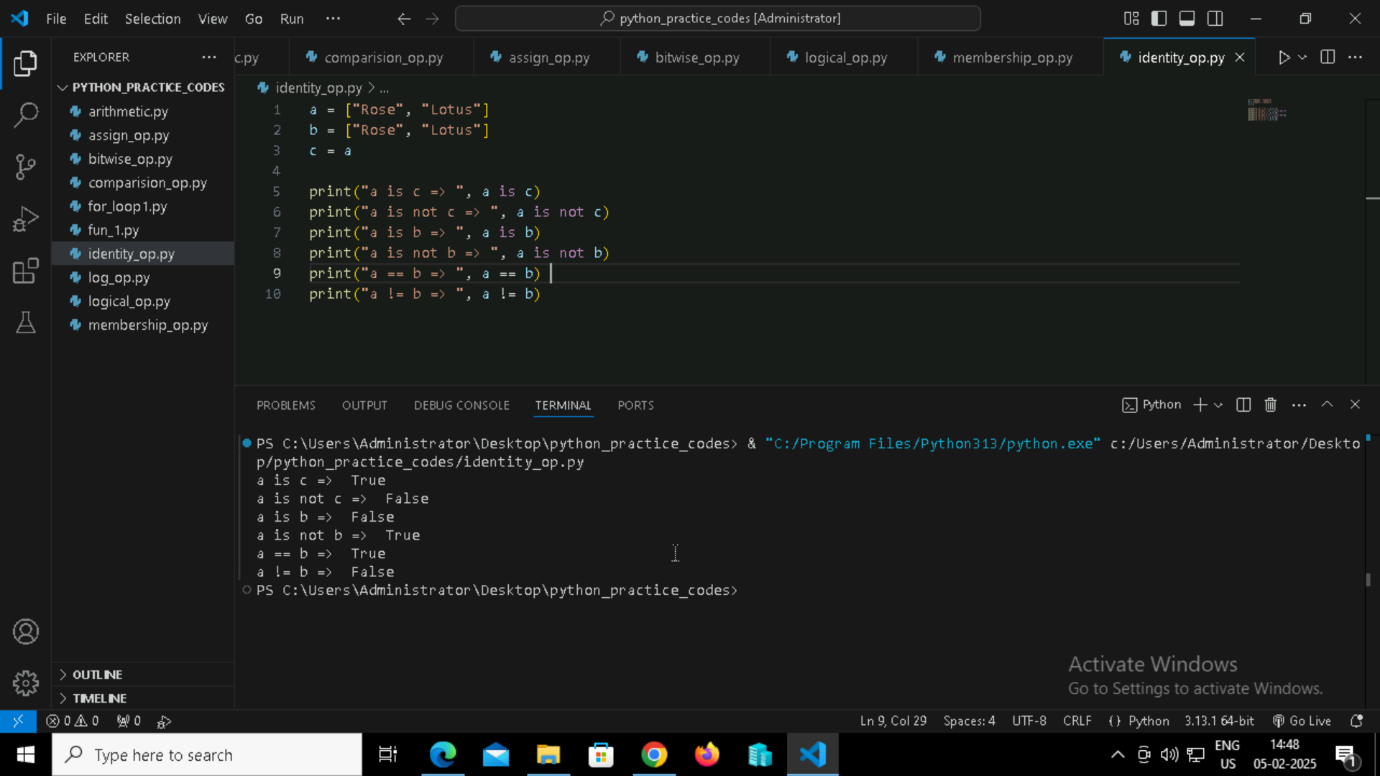 File Edit Selection View Go Run ··· python_practice_codes [Administrator]
EXPLORER ···
c.py comparision_op.py assign_op.py bitwise_op.py logical_op.py membership_op.py identity_op.py
PYTHON_PRACTICE_CODES
arithmetic.py
assign_op.py
bitwise_op.py
comparision_op.py
for_loop1.py
fun_1.py
identity_op.py
log_op.py
logical_op.py
membership_op.py
OUTLINE
TIMELINE
identity_op.py > ...
1 a = ["Rose", "Lotus"]
2 b = ["Rose", "Lotus"]
3 c = a
4
5 print("a is c => ", a is c)
6 print("a is not c => ", a is not c)
7 print("a is b => ", a is b)
8 print("a is not b => ", a is not b)
9 print("a == b => ", a == b)
10 print("a != b => ", a != b)
PROBLEMS OUTPUT DEBUG CONSOLE TERMINAL PORTS Python
PS C:\Users\Administrator\Desktop\python_practice_codes> & "C:/Program Files/Python313/python.exe" c:/Users/Administrator/Deskto
p/python_practice_codes/identity_op.py
a is c =>  True
a is not c =>  False
a is b =>  False
a is not b =>  True
a == b =>  True
a != b =>  False
PS C:\Users\Administrator\Desktop\python_practice_codes>
Activate Windows
Go to Settings to activate Windows.
0 0 0 Ln 9, Col 29 Spaces: 4 UTF-8 CRLF {} Python 3.13.1 64-bit Go Live
Type here to search
ENG
US
14:48
05-02-2025
1